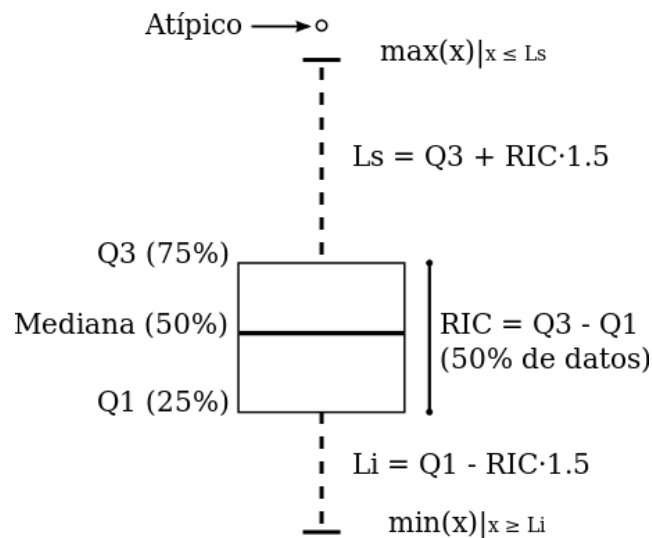 Atípico
max(x)|x ≤ Ls
Ls = Q3 + RIC·1.5
Q3 (75%)
Mediana (50%)
RIC = Q3 - Q1
(50% de datos)
Q1 (25%)
Li = Q1 - RIC·1.5
min(x)|x ≥ Li